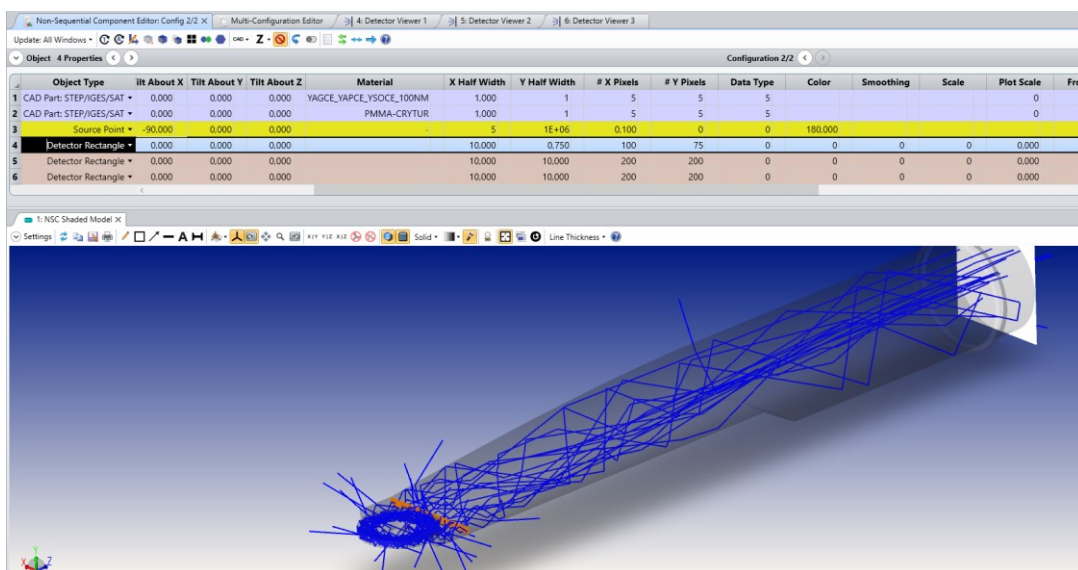 Non-Sequential Component Editor: Config 2/2 X Multi-Configuration Editor 4: Detector Viewer 1 5: Detector Viewer 2 6: Detector Viewer 3
Update: All Windows CAD Z
Object 4 Properties Configuration 2/2
Object Type ilt About X Tilt About Y Tilt About Z Material X Half Width Y Half Width # X Pixels # Y Pixels Data Type Color Smoothing Scale Plot Scale Fro
1 CAD Part: STEP/IGES/SAT 0.000 0.000 0.000 YAGCE_YAPCE_YSOCE_100NM 1.000 1 5 5 5 0
2 CAD Part: STEP/IGES/SAT 0.000 0.000 0.000 PMMA-CRYTUR 1.000 1 5 5 5 0
3 Source Point -90.000 0.000 0.000 - 5 1E+06 0.100 0 0 180.000
4 Detector Rectangle 0.000 0.000 0.000 10.000 0.750 100 75 0 0 0 0 0.000
5 Detector Rectangle 0.000 0.000 0.000 10.000 10.000 200 200 0 0 0 0 0.000
6 Detector Rectangle 0.000 0.000 0.000 10.000 10.000 200 200 0 0 0 0 0.000
1: NSC Shaded Model X
Settings A H X|Y Y|Z X|Z Solid Line Thickness
Y
X Z